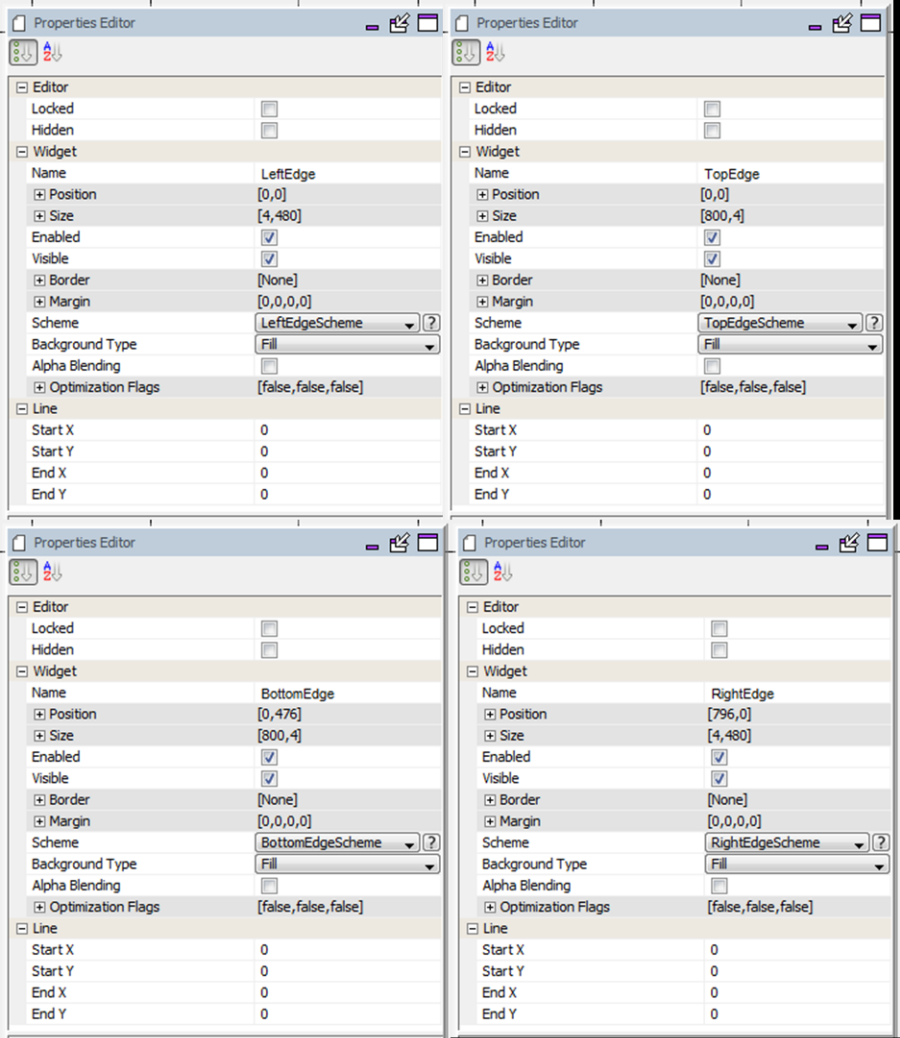 Properties Editor
Editor
Locked
Hidden
Widget
Name LeftEdge
Position [0,0]
Size [4,480]
Enabled
Visible
Border [None]
Margin [0,0,0,0]
Scheme LeftEdgeScheme ?
Background Type Fill
Alpha Blending
Optimization Flags [false,false,false]
Line
Start X 0
Start Y 0
End X 0
End Y 0
Properties Editor
Editor
Locked
Hidden
Widget
Name TopEdge
Position [0,0]
Size [800,4]
Enabled
Visible
Border [None]
Margin [0,0,0,0]
Scheme TopEdgeScheme ?
Background Type Fill
Alpha Blending
Optimization Flags [false,false,false]
Line
Start X 0
Start Y 0
End X 0
End Y 0
Properties Editor
Editor
Locked
Hidden
Widget
Name BottomEdge
Position [0,476]
Size [800,4]
Enabled
Visible
Border [None]
Margin [0,0,0,0]
Scheme BottomEdgeScheme ?
Background Type Fill
Alpha Blending
Optimization Flags [false,false,false]
Line
Start X 0
Start Y 0
End X 0
End Y 0
Properties Editor
Editor
Locked
Hidden
Widget
Name RightEdge
Position [796,0]
Size [4,480]
Enabled
Visible
Border [None]
Margin [0,0,0,0]
Scheme RightEdgeScheme ?
Background Type Fill
Alpha Blending
Optimization Flags [false,false,false]
Line
Start X 0
Start Y 0
End X 0
End Y 0